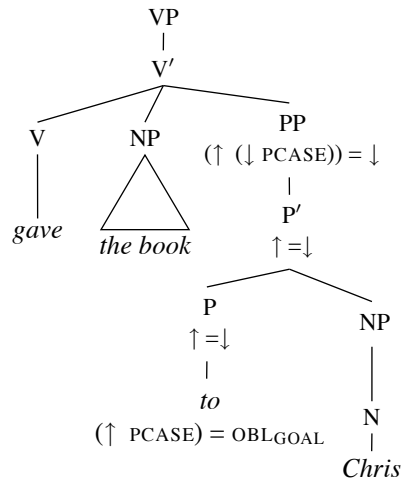 VP
V′
V NP PP
(↑ (↓ PCASE)) = ↓
P′
gave the book
↑ =↓
P NP
↑ =↓
to N
(↑ PCASE) = OBLGOAL
Chris